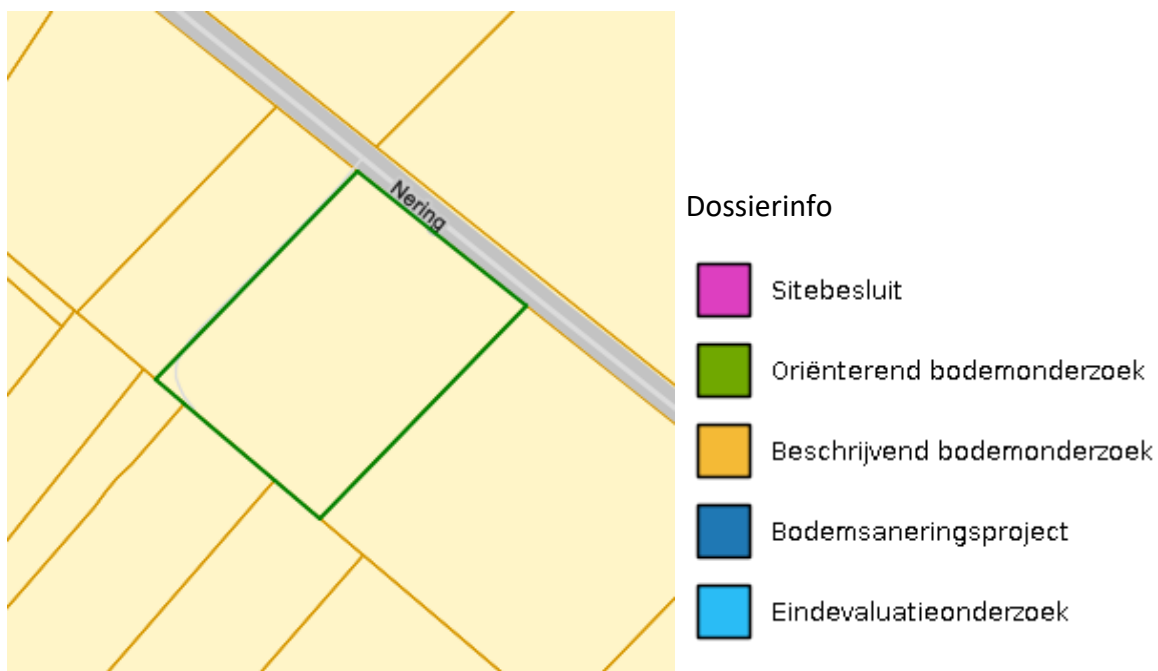 Nering
Dossierinfo
Sitebesluit
Oriënterend bodemonderzoek
Beschrijvend bodemonderzoek
Bodemsaneringsproject
Eindevaluatieonderzoek